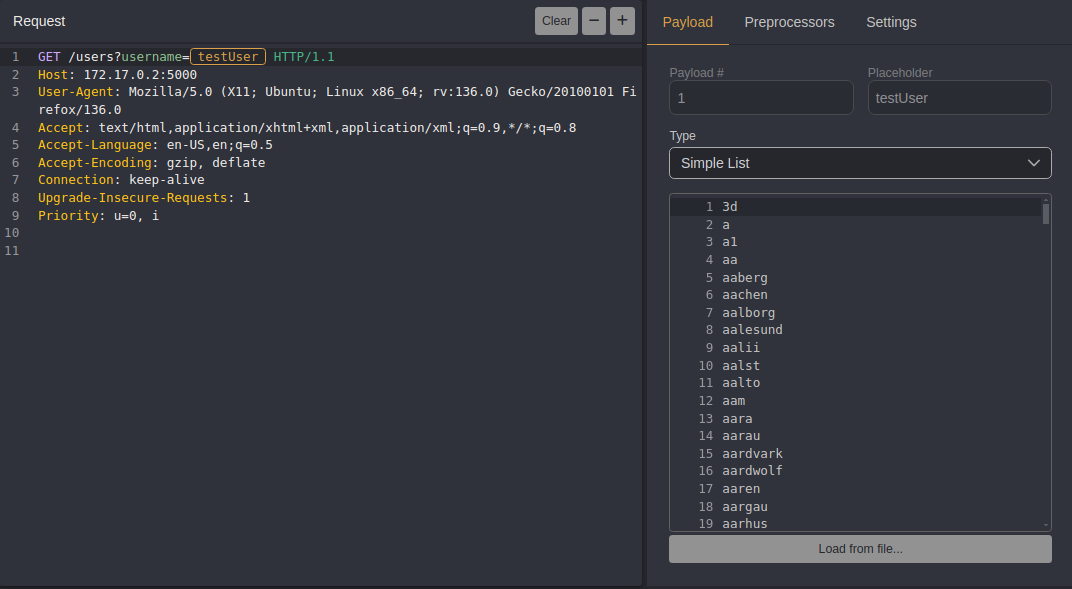 Request
Clear
−
+
1 GET /users?username=testUser HTTP/1.1
2 Host: 172.17.0.2:5000
3 User-Agent: Mozilla/5.0 (X11; Ubuntu; Linux x86_64; rv:136.0) Gecko/20100101 Fi
refox/136.0
4 Accept: text/html,application/xhtml+xml,application/xml;q=0.9,*/*;q=0.8
5 Accept-Language: en-US,en;q=0.5
6 Accept-Encoding: gzip, deflate
7 Connection: keep-alive
8 Upgrade-Insecure-Requests: 1
9 Priority: u=0, i
10
11
Payload Preprocessors Settings
Payload # Placeholder
1 testUser
Type
Simple List
1 3d
2 a
3 a1
4 aa
5 aaberg
6 aachen
7 aalborg
8 aalesund
9 aalii
10 aalst
11 aalto
12 aam
13 aara
14 aarau
15 aardvark
16 aardwolf
17 aaren
18 aargau
19 aarhus
Load from file...